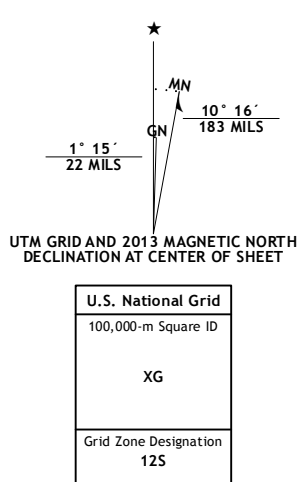 ★
MN
GN
10° 16´
183 MILS
1° 15´
22 MILS
UTM GRID AND 2013 MAGNETIC NORTH
DECLINATION AT CENTER OF SHEET
U.S. National Grid
100,000-m Square ID
XG
Grid Zone Designation
12S